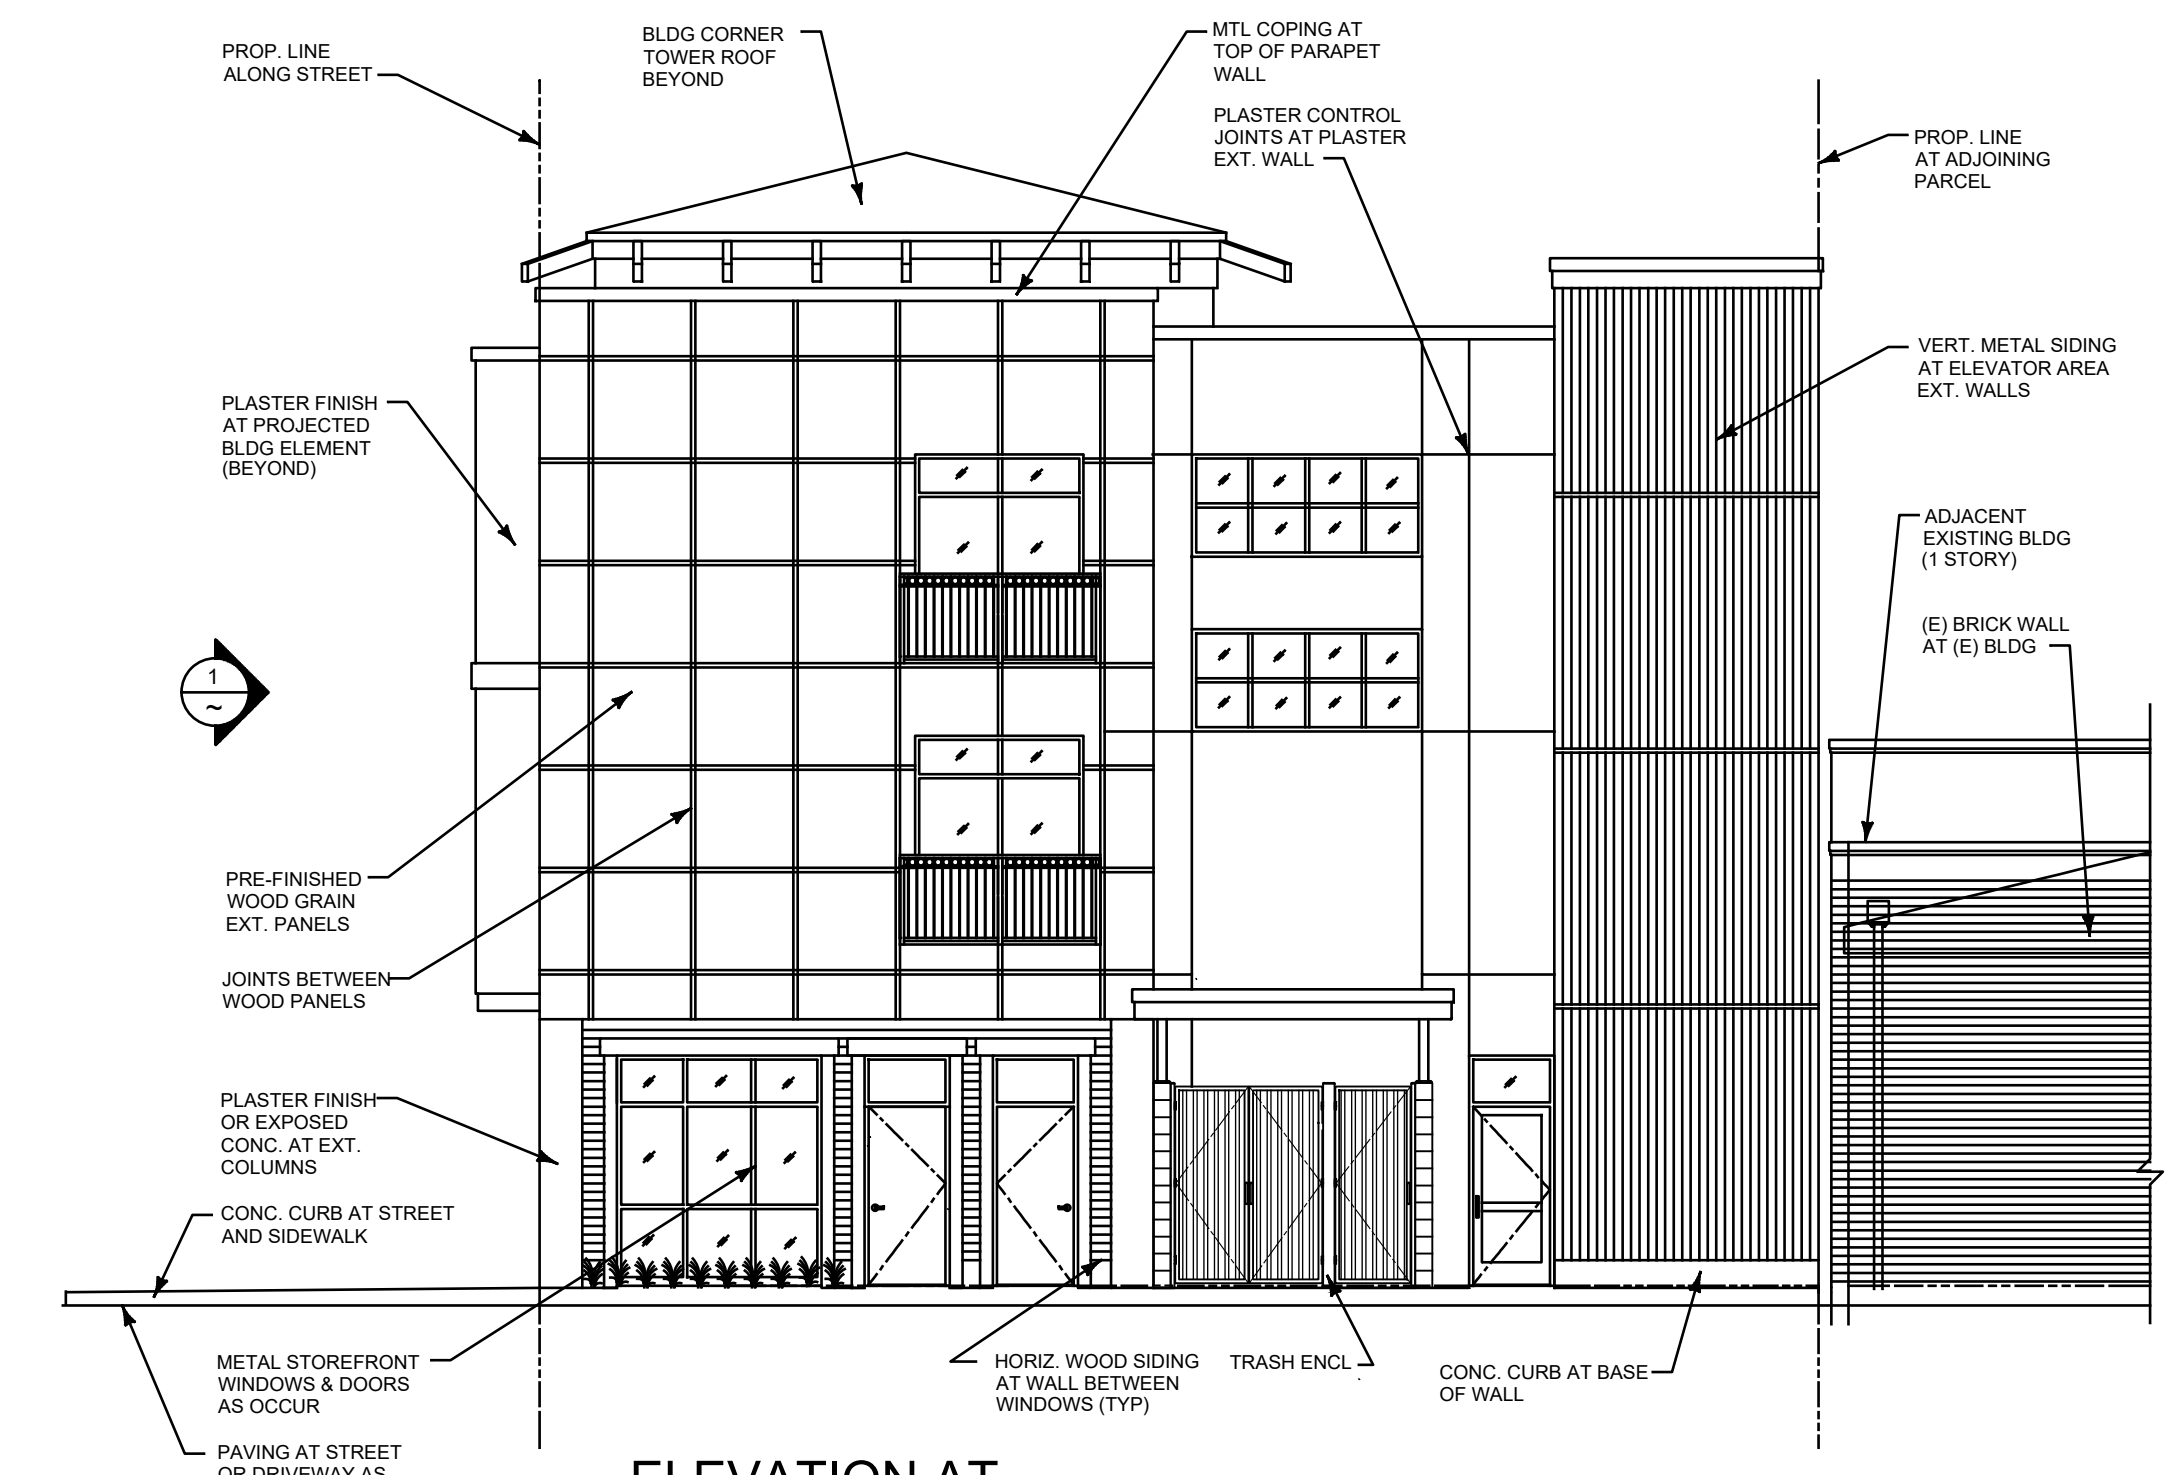 PROP. LINE
ALONG STREET
BLDG CORNER
TOWER ROOF
BEYOND
MTL COPING AT
TOP OF PARAPET
WALL
PLASTER CONTROL
JOINTS AT PLASTER
EXT. WALL
PROP. LINE
AT ADJOINING
PARCEL
VERT. METAL SIDING
AT ELEVATOR AREA
EXT. WALLS
PLASTER FINISH
AT PROJECTED
BLDG ELEMENT
(BEYOND)
ADJACENT
EXISTING BLDG
(1 STORY)
(E) BRICK WALL
AT (E) BLDG
1
~
PRE-FINISHED
WOOD GRAIN
EXT. PANELS
JOINTS BETWEEN
WOOD PANELS
PLASTER FINISH
OR EXPOSED
CONC. AT EXT.
COLUMNS
CONC. CURB AT STREET
AND SIDEWALK
METAL STOREFRONT
WINDOWS & DOORS
AS OCCUR
HORIZ. WOOD SIDING
AT WALL BETWEEN
WINDOWS (TYP)
TRASH ENCL
.
CONC. CURB AT BASE
OF WALL
PAVING AT STREET
OR DRIVEWAY AS
ELEVATION AT